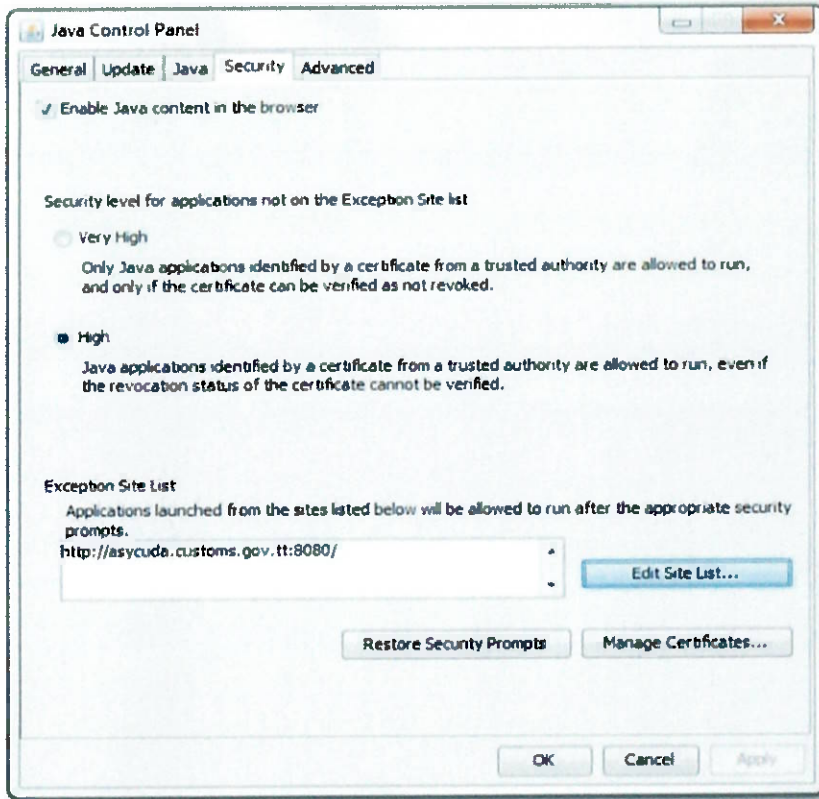 Java Control Panel
General Update Java Security Advanced
Enable Java content in the browser
Security level for applications not on the Exception Site list
Very High
Only Java applications identified by a certificate from a trusted authority are allowed to run,
and only if the certificate can be verified as not revoked.
High
Java applications identified by a certificate from a trusted authority are allowed to run, even if
the revocation status of the certificate cannot be verified.
Exception Site List
Applications launched from the sites listed below will be allowed to run after the appropriate security
prompts.
http://asycuda.customs.gov.tt:8080/
Edit Site List...
Restore Security Prompts Manage Certificates...
OK Cancel Apply